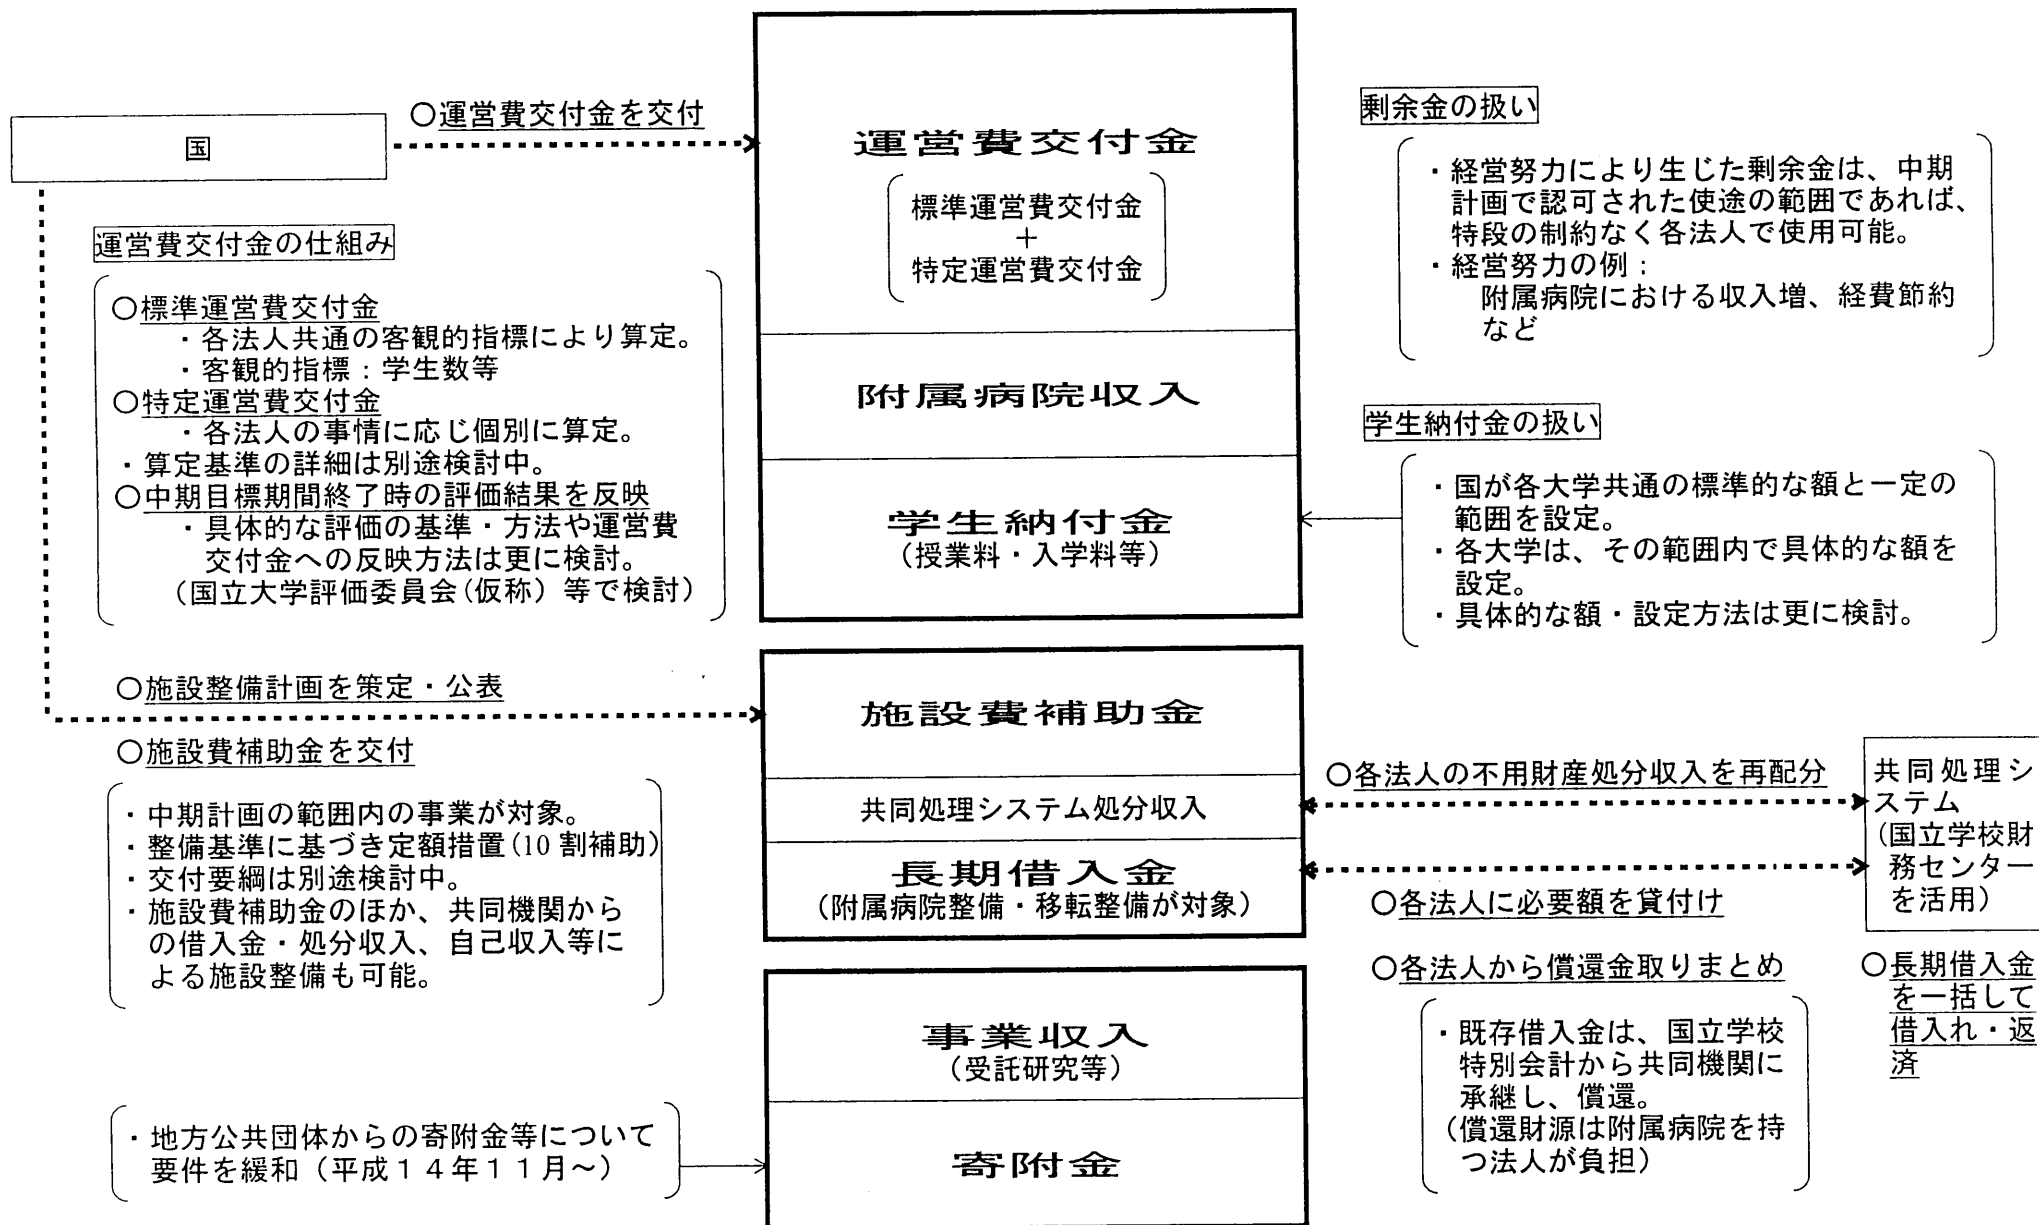 国
○運営費交付金を交付
運営費交付金の仕組み
○標準運営費交付金
・各法人共通の客観的指標により算定。
・客観的指標：学生数等
○特定運営費交付金
・各法人の事情に応じ個別に算定。
・算定基準の詳細は別途検討中。
○中期目標期間終了時の評価結果を反映
・具体的な評価の基準・方法や運営費
交付金への反映方法は更に検討。
（国立大学評価委員会(仮称）等で検討）
○施設整備計画を策定・公表
○施設費補助金を交付
・中期計画の範囲内の事業が対象。
・整備基準に基づき定額措置(10割補助)
・交付要綱は別途検討中。
・施設費補助金のほか、共同機関から
の借入金・処分収入、自己収入等に
よる施設整備も可能。
・地方公共団体からの寄附金等について
要件を緩和（平成１４年１１月～）
運営費交付金
標準運営費交付金
＋
特定運営費交付金
附属病院収入
学生納付金
（授業料・入学料等）
施設費補助金
共同処理システム処分収入
長期借入金
（附属病院整備・移転整備が対象）
事業収入
（受託研究等）
寄附金
剰余金の扱い
・経営努力により生じた剰余金は、中期
計画で認可された使途の範囲であれば、
特段の制約なく各法人で使用可能。
・経営努力の例：
附属病院における収入増、経費節約
など
学生納付金の扱い
・国が各大学共通の標準的な額と一定の
範囲を設定。
・各大学は、その範囲内で具体的な額を
設定。
・具体的な額・設定方法は更に検討。
○各法人の不用財産処分収入を再配分
○各法人に必要額を貸付け
○各法人から償還金取りまとめ
・既存借入金は、国立学校
特別会計から共同機関に
承継し、償還。
（償還財源は附属病院を持
つ法人が負担）
共同処理シ
ステム
（国立学校財
務センター
を活用）
○長期借入金
を一括して
借入れ・返
済